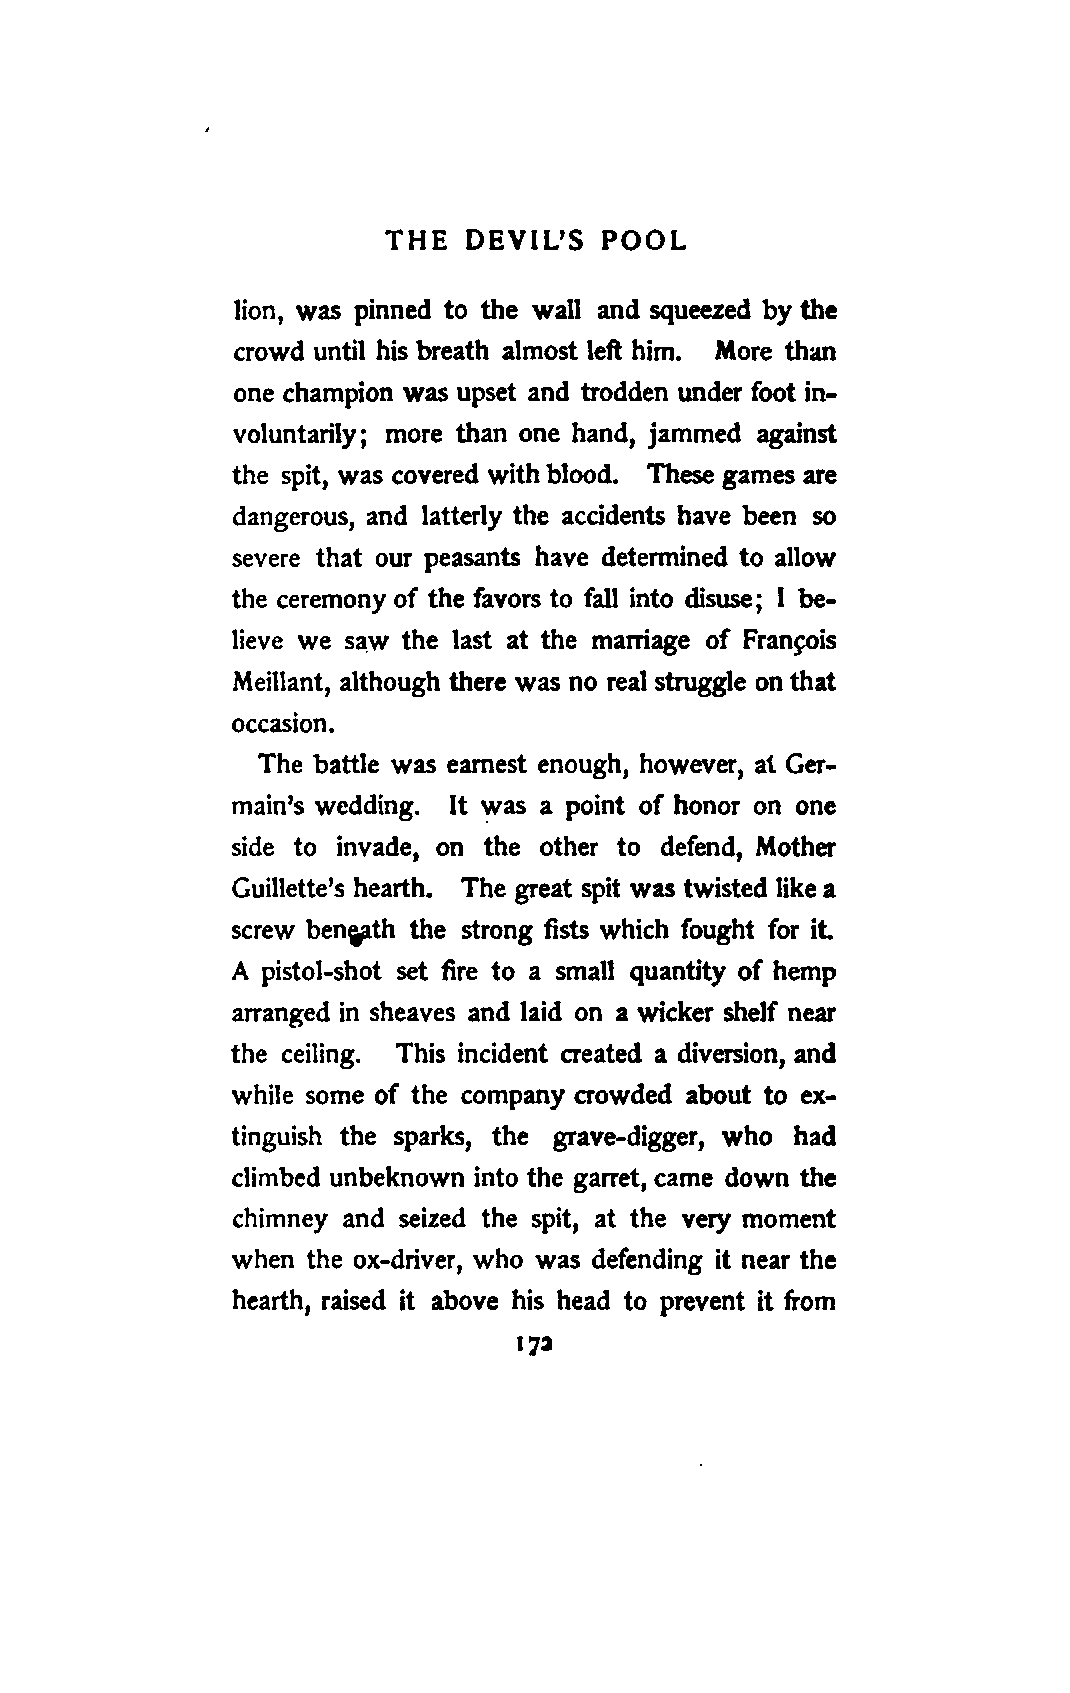 THE DEVIL'S POOL
lion, was pinned to the wall and squeezed by the
crowd until his breath almost left him. More than
one champion was upset and trodden under foot in-
voluntarily; more than one hand, jammed against
the spit, was covered with blood. These games are
dangerous, and latterly the accidents have been so
severe that our peasants have determined to allow
the ceremony of the favors to fall into disuse; I be-
lieve we saw the last at the marriage of François
Meillant, although there was no real struggle on that
occasion.
The battle was earnest enough, however, at Ger-
main's wedding. It was a point of honor on one
side to invade, on the other to defend, Mother
Guillette's hearth. The great spit was twisted like a
screw beneath the strong fists which fought for it.
A pistol-shot set fire to a small quantity of hemp
arranged in sheaves and laid on a wicker shelf near
the ceiling. This incident created a diversion, and
while some of the company crowded about to ex-
tinguish the sparks, the grave-digger, who had
climbed unbeknown into the garret, came down the
chimney and seized the spit, at the very moment
when the ox-driver, who was defending it near the
hearth, raised it above his head to prevent it from
172